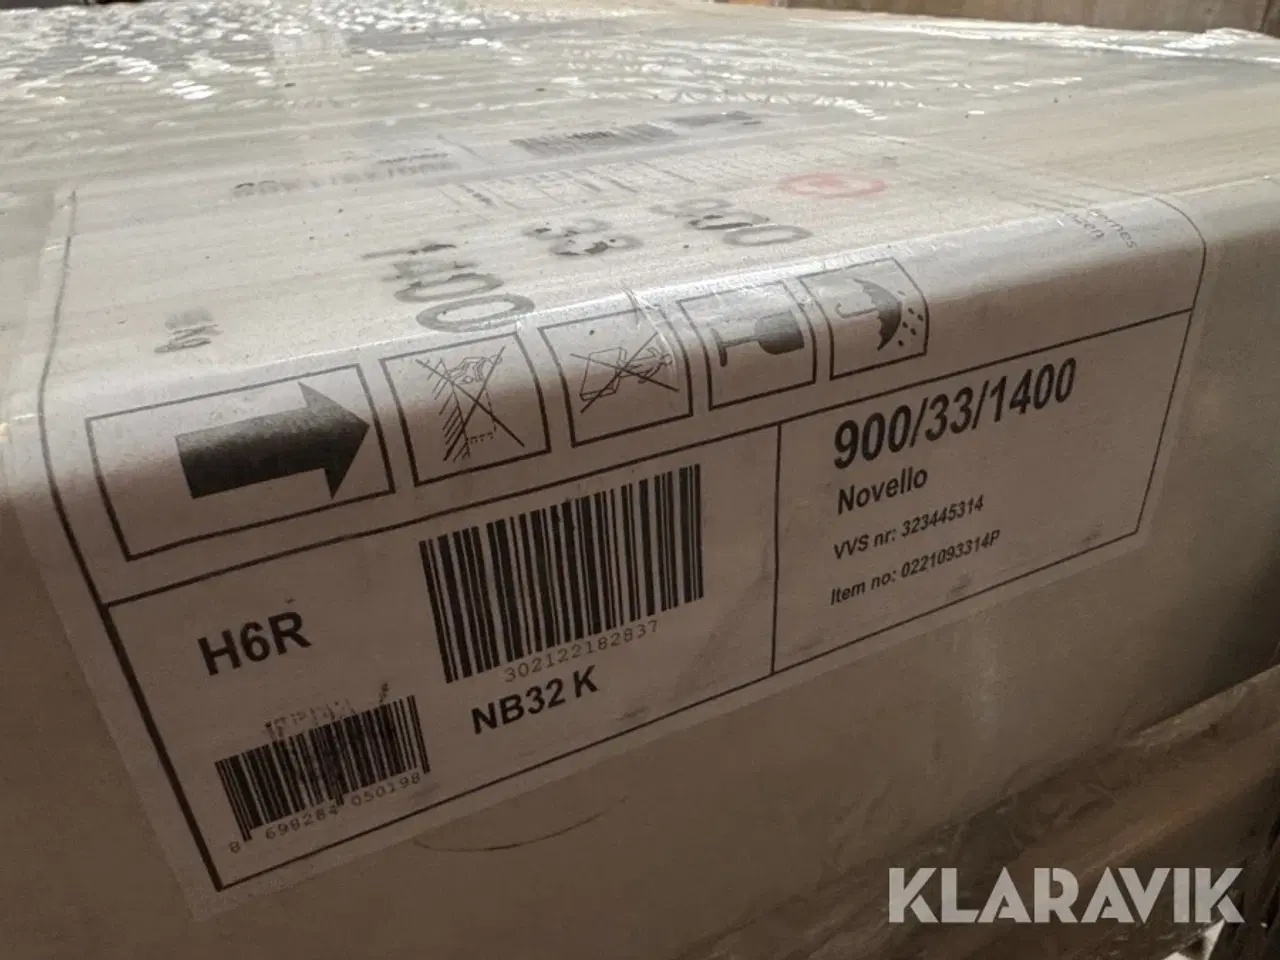 1400
33
900
900/33/1400
Novello
VVS nr: 323445314
Item no: 0221093314P
H6R
302122182837
NB32 K
8 698284 050198
KLARAVIK